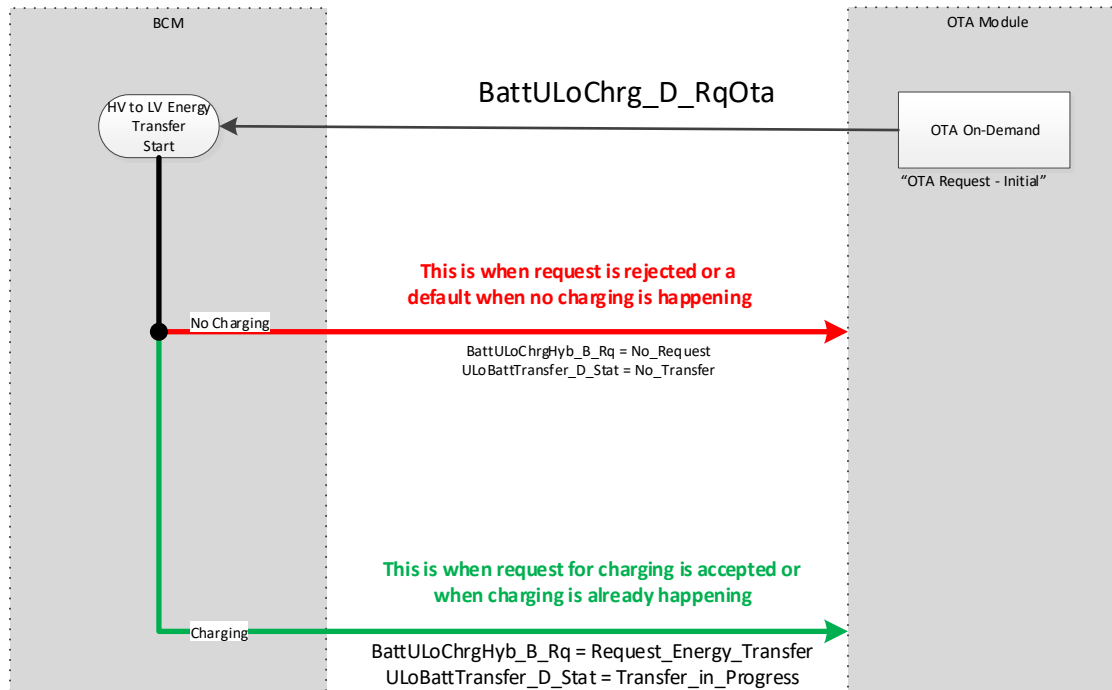 BCM
OTA Module
HV to LV Energy
Transfer
Start
BattULoChrg_D_RqOta
OTA On-Demand
“OTA Request - Initial”
This is when request is rejected or a
default when no charging is happening
No Charging
BattULoChrgHyb_B_Rq = No_Request
ULoBattTransfer_D_Stat = No_Transfer
This is when request for charging is accepted or
when charging is already happening
Charging
BattULoChrgHyb_B_Rq = Request_Energy_Transfer
ULoBattTransfer_D_Stat = Transfer_in_Progress